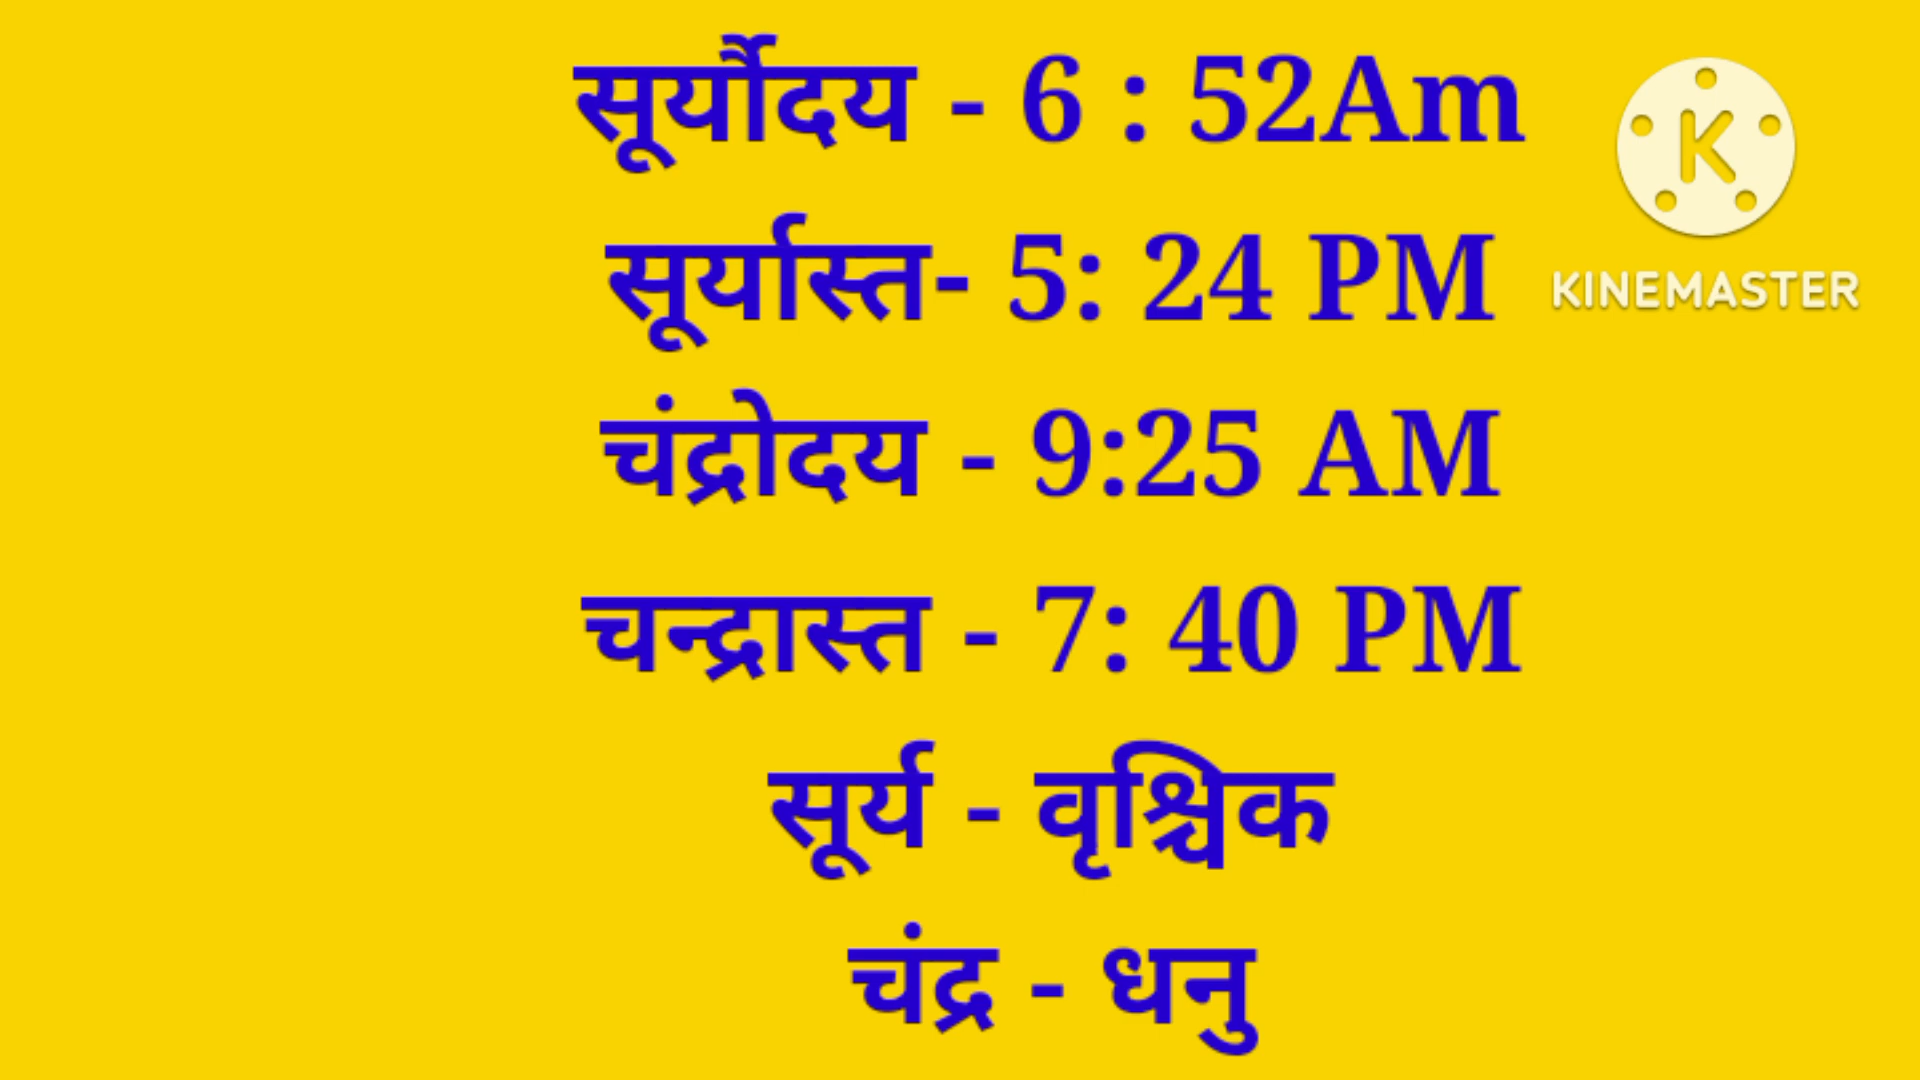 सूर्यौदय - 6 : 52Am
सूर्यास्त- 5: 24 PM
चंद्रोदय - 9:25 AM
चन्द्रास्त - 7: 40 PM
सूर्य - वृश्चिक
चंद्र - धनु
K
KINEMASTER